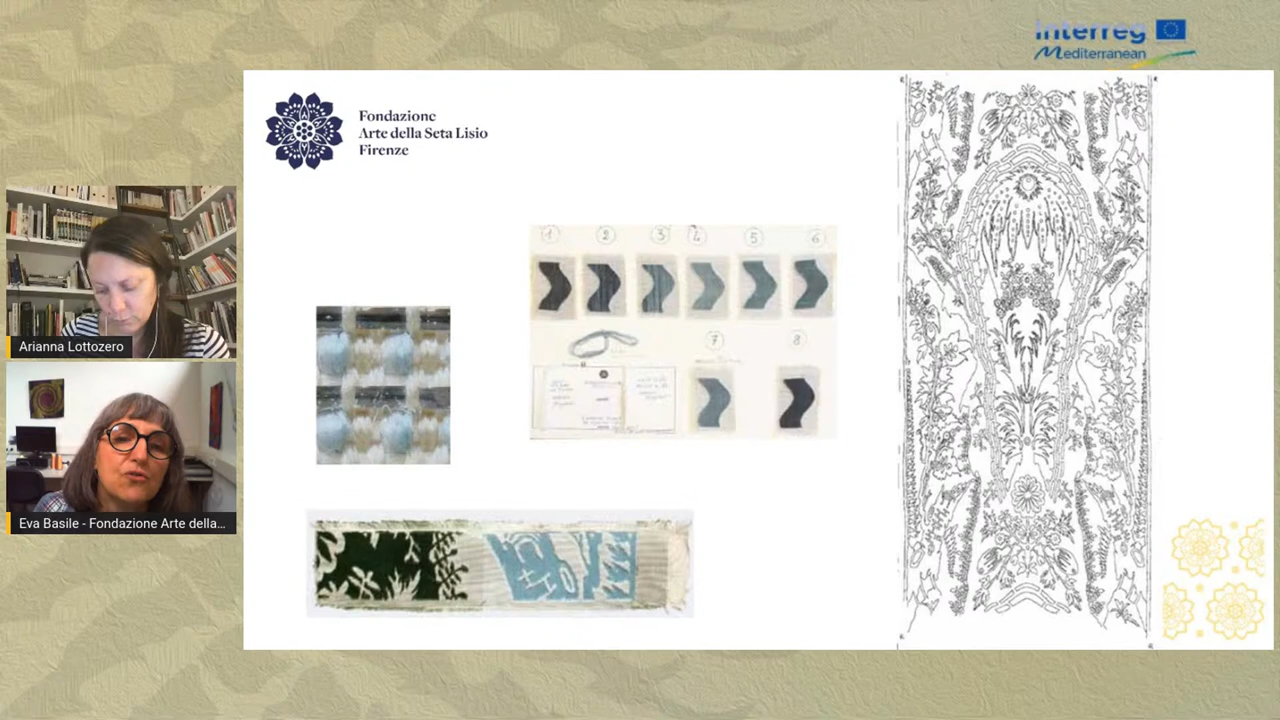 Interreg
Mediterranean
Fondazione
Arte della Seta Lisio
Firenze
Arianna Lottozero
Eva Basile - Fondazione Arte della...
1 2 3 4 5 6
7 8